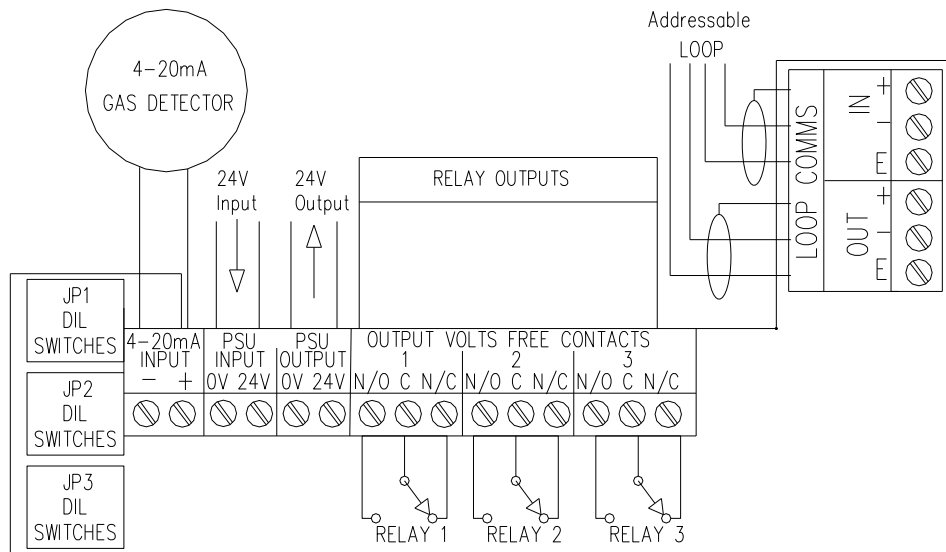 Addressable
LOOP
4-20mA
GAS DETECTOR
24V
Input
24V
Output
RELAY OUTPUTS
LOOP COMMS
IN
+
−
E
OUT
+
−
E
JP1
DIL
SWITCHES
JP2
DIL
SWITCHES
JP3
DIL
SWITCHES
4-20mA
INPUT
− +
PSU
INPUT
0V 24V
PSU
OUTPUT
0V 24V
OUTPUT VOLTS FREE CONTACTS
1 2 3
N/O C N/C N/O C N/C N/O C N/C
RELAY 1 RELAY 2 RELAY 3